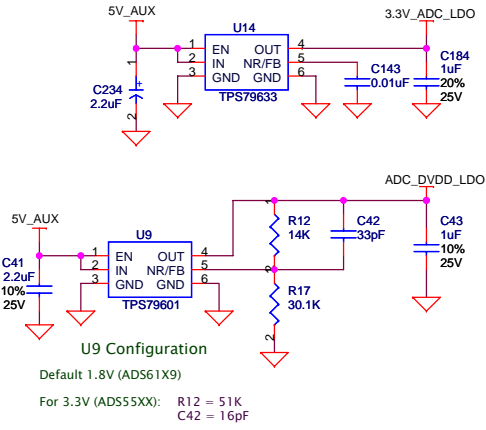 5V_AUX
3.3V_ADC_LDO
U14
1 EN OUT 4
2 IN NR/FB 5
3 GND GND 6
TPS79633
1
+
C234
2.2uF
2
C143
0.01uF
C184
1uF
20%
25V
ADC_DVDD_LDO
5V_AUX
U9
1 EN OUT 4
2 IN NR/FB 5
3 GND GND 6
TPS79601
C41
2.2uF
10%
25V
1
R12
14K
2
R17
30.1K
2
C42
33pF
C43
1uF
10%
25V
U9 Configuration
Default 1.8V (ADS61X9)
For 3.3V (ADS55XX): R12 = 51K
C42 = 16pF